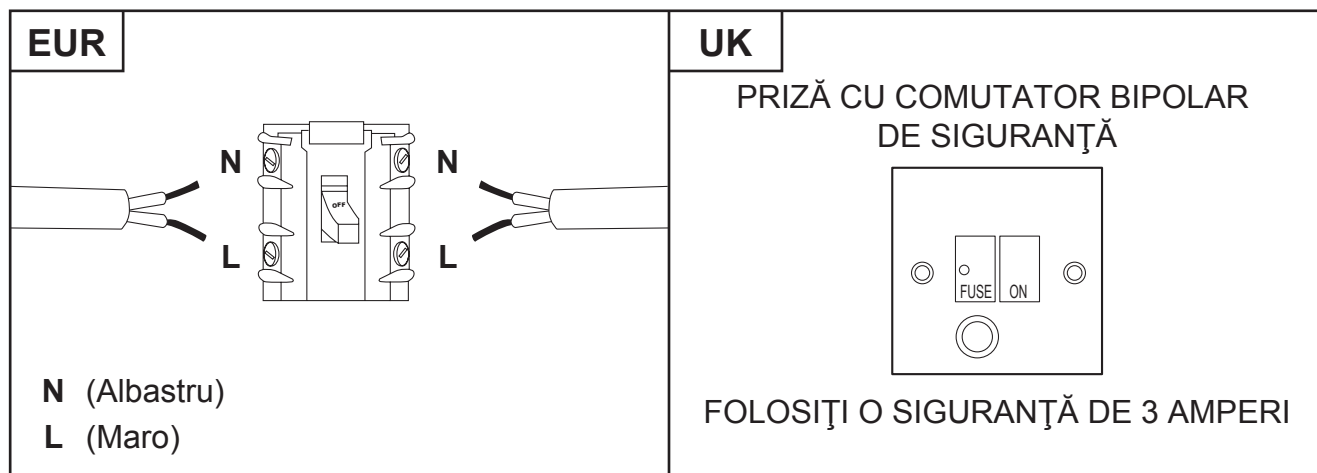 EUR
N
N
OFF
L
L
N (Albastru)
L (Maro)
UK
PRIZĂ CU COMUTATOR BIPOLAR
DE SIGURANŢĂ
FUSE ON
FOLOSIŢI O SIGURANŢĂ DE 3 AMPERI